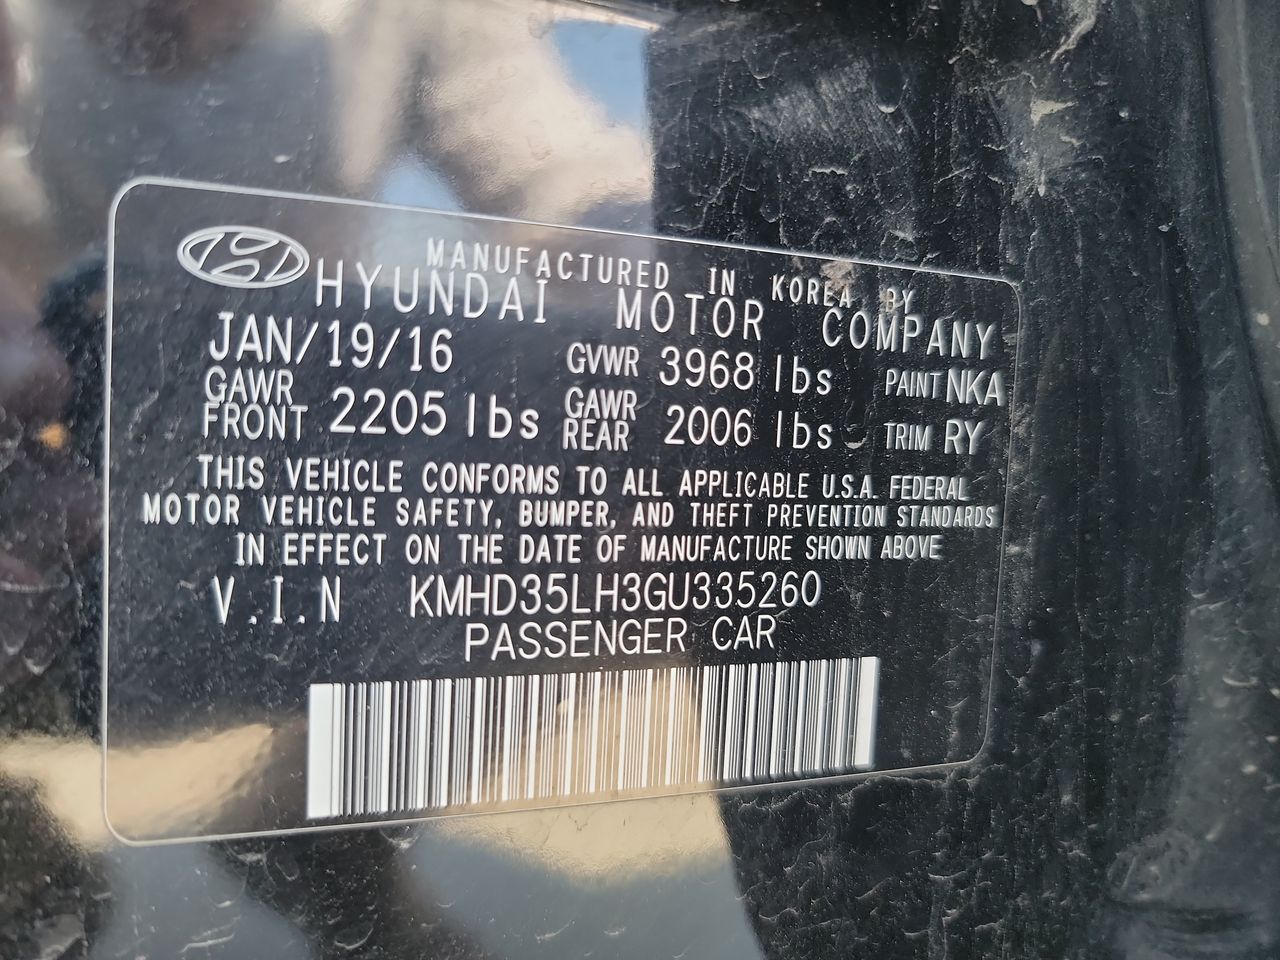 MANUFACTURED IN KOREA BY
HYUNDAI MOTOR COMPANY
JAN/19/16 GVWR 3968 lbs PAINT NKA
GAWR FRONT 2205 lbs GAWR REAR 2006 lbs TRIM RY
THIS VEHICLE CONFORMS TO ALL APPLICABLE U.S.A. FEDERAL
MOTOR VEHICLE SAFETY, BUMPER, AND THEFT PREVENTION STANDARDS
IN EFFECT ON THE DATE OF MANUFACTURE SHOWN ABOVE
V.I.N KMHD35LH3GU335260
PASSENGER CAR